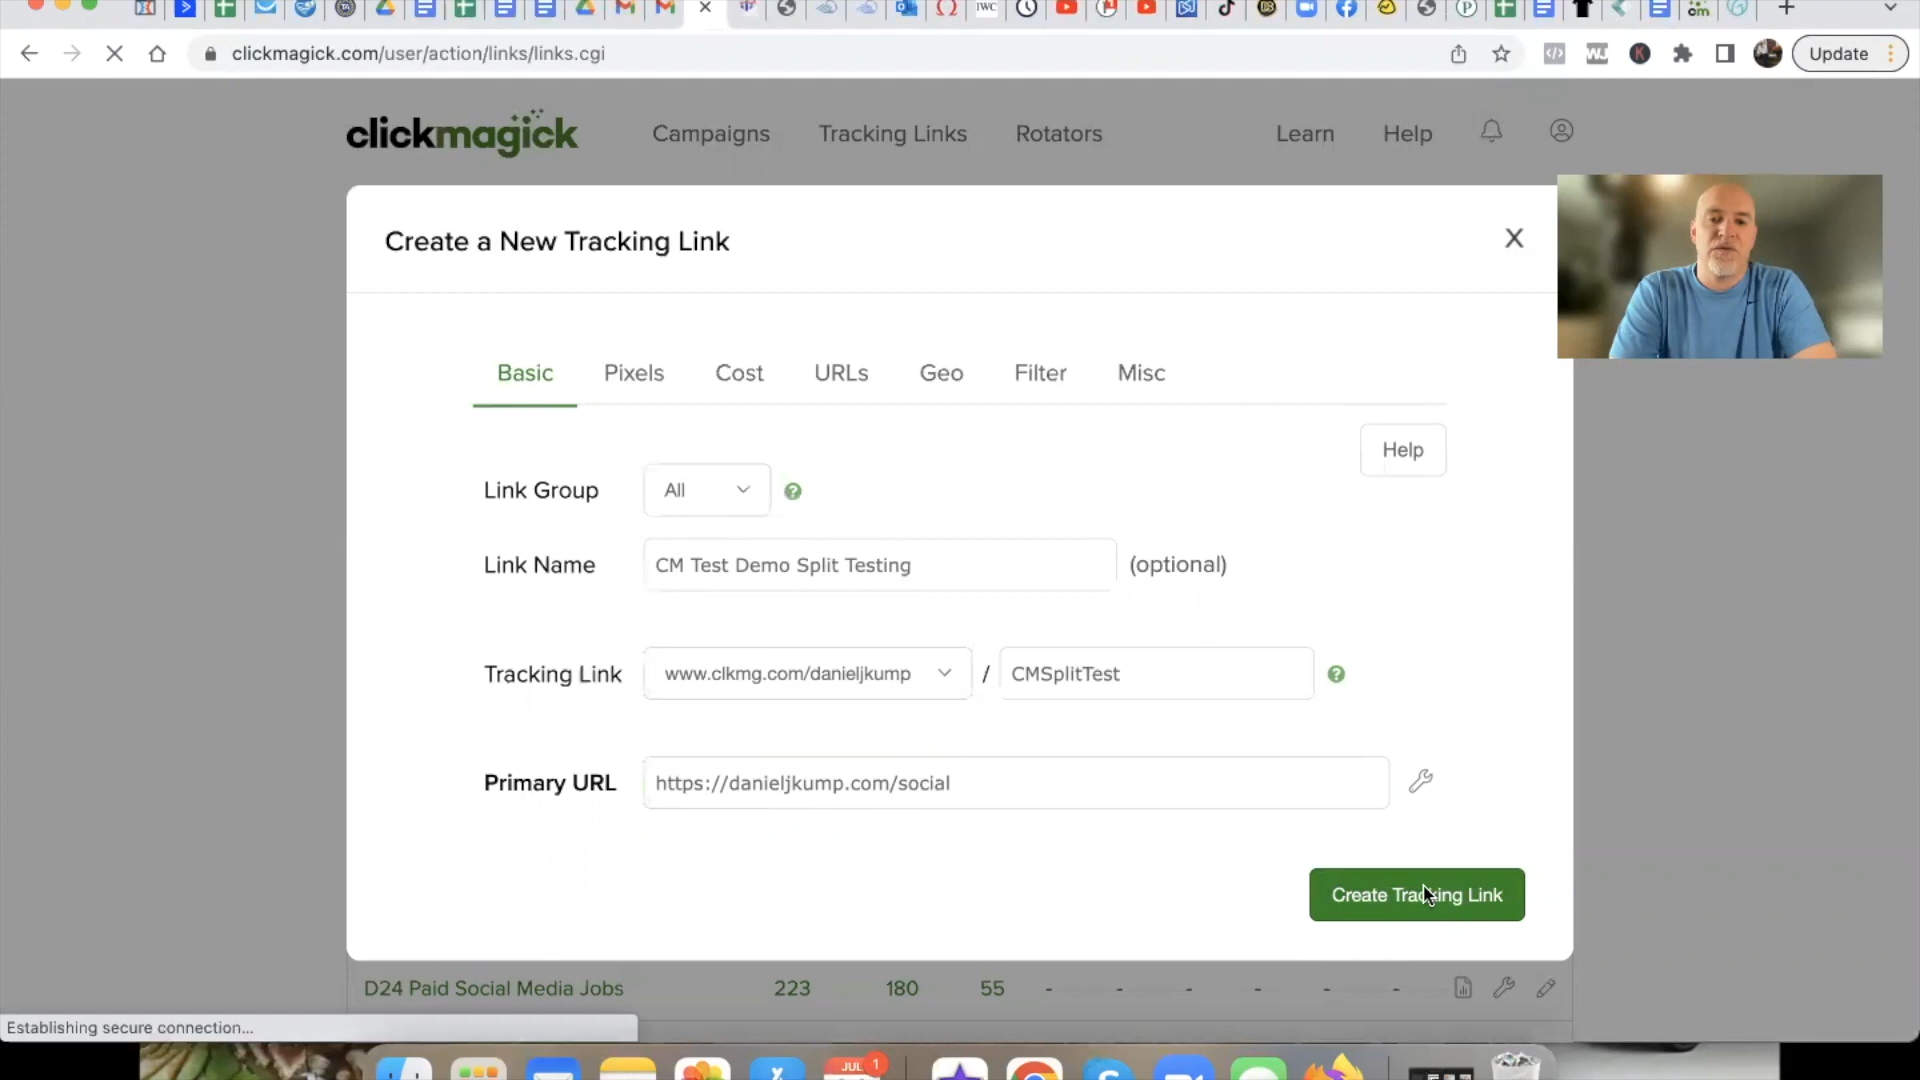 clickmagick.com/user/action/links/links.cgi
Update
clickmagick
Campaigns
Tracking Links
Rotators
Learn
Help
Create a New Tracking Link
X
Basic
Pixels
Cost
URLs
Geo
Filter
Misc
Help
Link Group
All
Link Name
CM Test Demo Split Testing
(optional)
Tracking Link
www.clkmg.com/danieljkump
/
CMSplitTest
Primary URL
https://danieljkump.com/social
Create Tracking Link
D24 Paid Social Media Jobs 223 180 55 - - - - - -
Establishing secure connection...
JUL 1